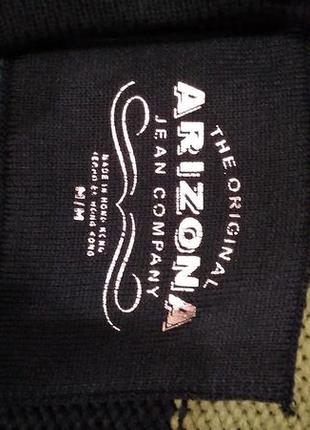 THE ORIGINAL
ARIZONA
JEAN COMPANY
MADE IN HONG KONG
M/M